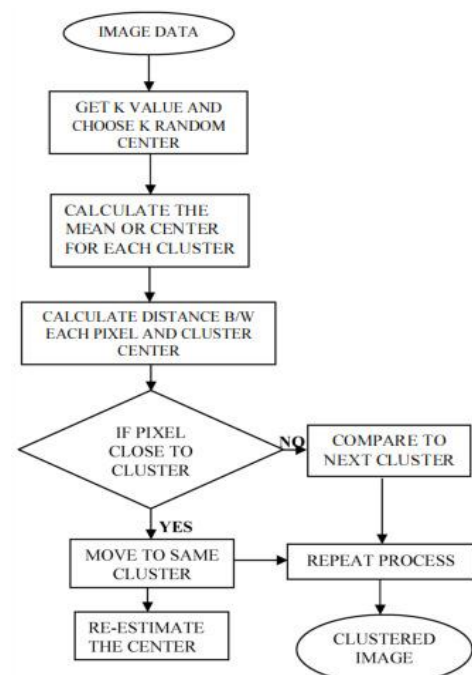 IMAGE DATA
GET K VALUE AND
CHOOSE K RANDOM
CENTER
CALCULATE THE
MEAN OR CENTER
FOR EACH CLUSTER
CALCULATE DISTANCE B/W
EACH PIXEL AND CLUSTER
CENTER
IF PIXEL
CLOSE TO
CLUSTER
NO
COMPARE TO
NEXT CLUSTER
YES
MOVE TO SAME
CLUSTER
REPEAT PROCESS
RE-ESTIMATE
THE CENTER
CLUSTERED
IMAGE